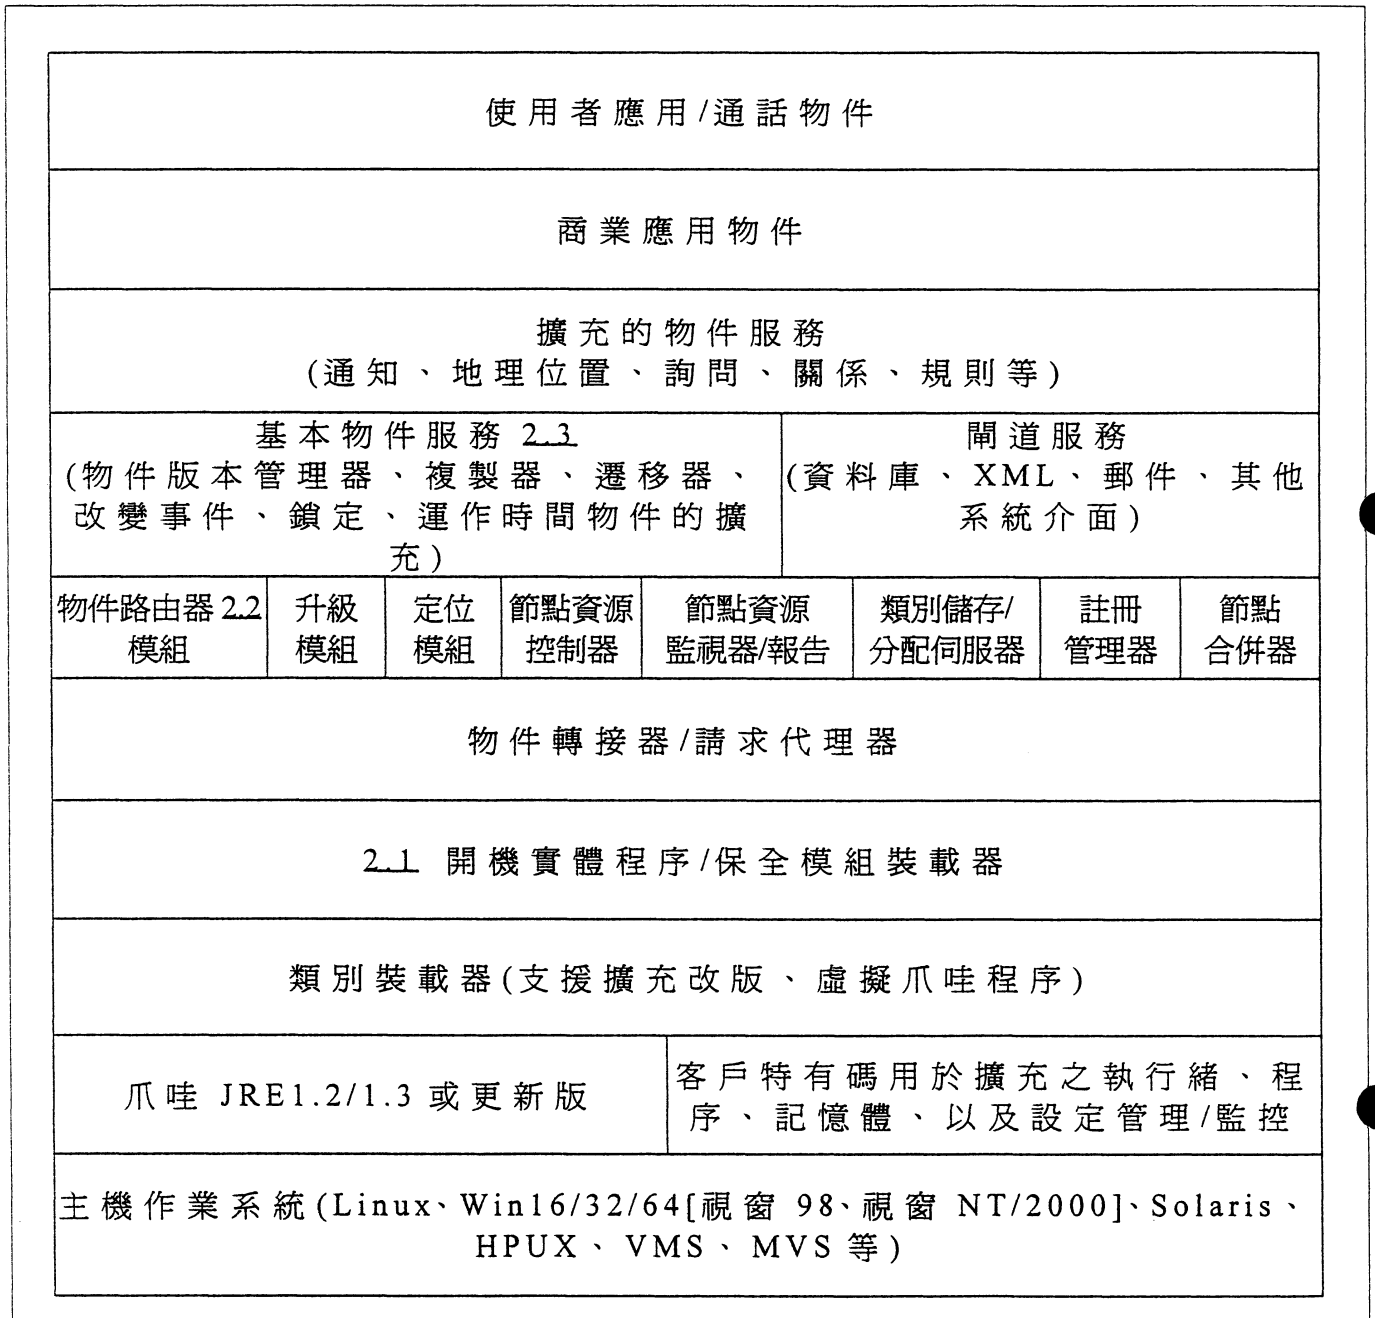 使用者應用/通話物件
商業應用物件
擴充的物件服務
(通知、地理位置、詢問、關係、規則等)
基本物件服務 2.3
(物件版本管理器、複製器、遷移器、
改變事件、鎖定、運作時間物件的擴
充)
閘道服務
(資料庫、XML、郵件、其他
系統介面)
物件路由器 2.2
模組
升級
模組
定位
模組
節點資源
控制器
節點資源
監視器/報告
類別儲存/
分配伺服器
註冊
管理器
節點
合併器
物件轉接器/請求代理器
2.1 開機實體程序/保全模組裝載器
類別裝載器(支援擴充改版、虛擬爪哇程序)
爪哇 JRE1.2/1.3 或更新版
客戶特有碼用於擴充之執行緒、程
序、記憶體、以及設定管理/監控
主機作業系統(Linux、Win16/32/64[視窗 98、視窗 NT/2000]、Solaris、
HPUX、VMS、MVS 等)